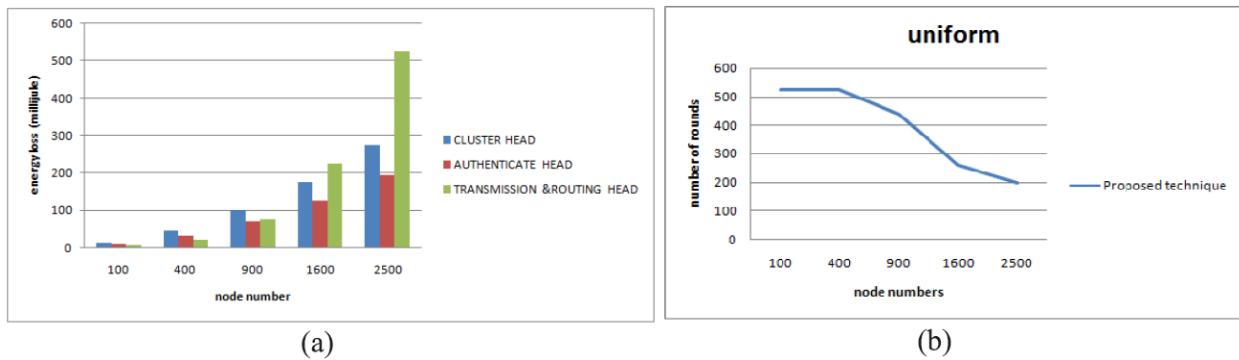 600
500
400
300
200
100
0
energy loss (millijule)
100 400 900 1600 2500
node number
CLUSTER HEAD
AUTHENTICATE HEAD
TRANSMISSION &ROUTING HEAD
(a)
uniform
600
500
400
300
200
100
0
number of rounds
100 400 900 1600 2500
node numbers
Proposed technique
(b)